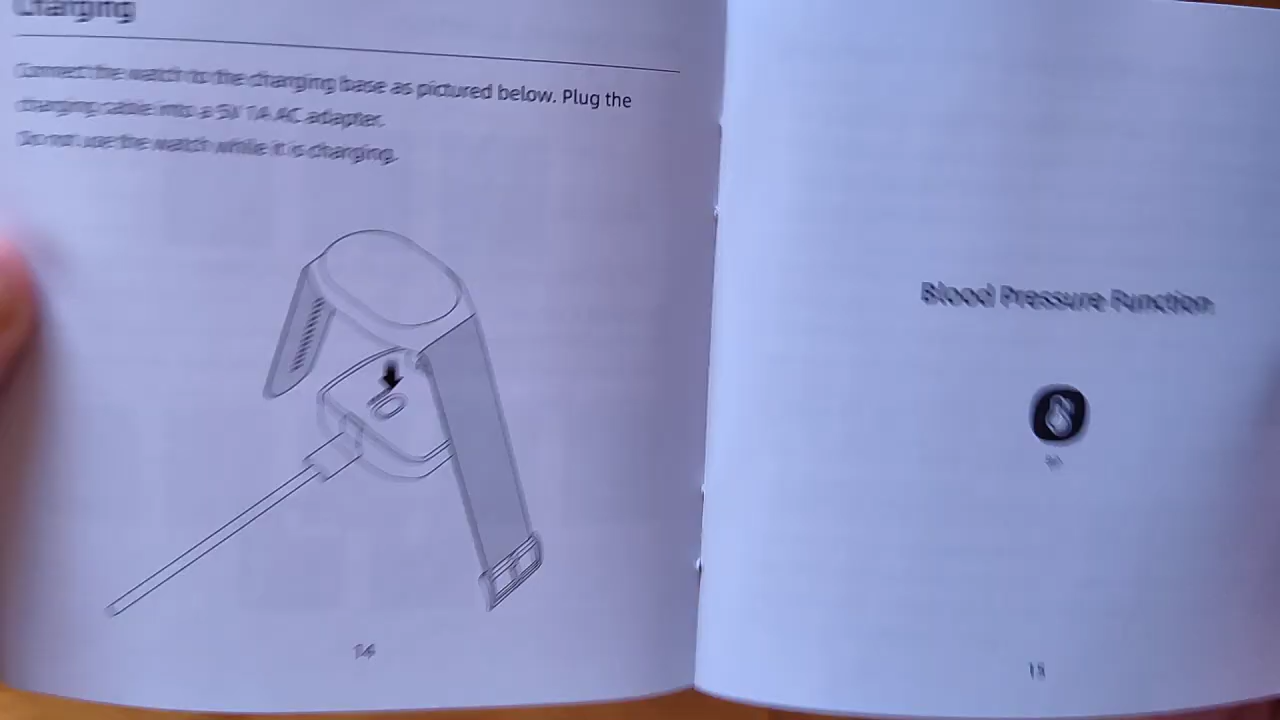 Charging
Connect the watch to the charging base as pictured below. Plug the
charging cable into a 5V 1A AC adapter.
Do not use the watch while it is charging.
14
Blood Pressure Function